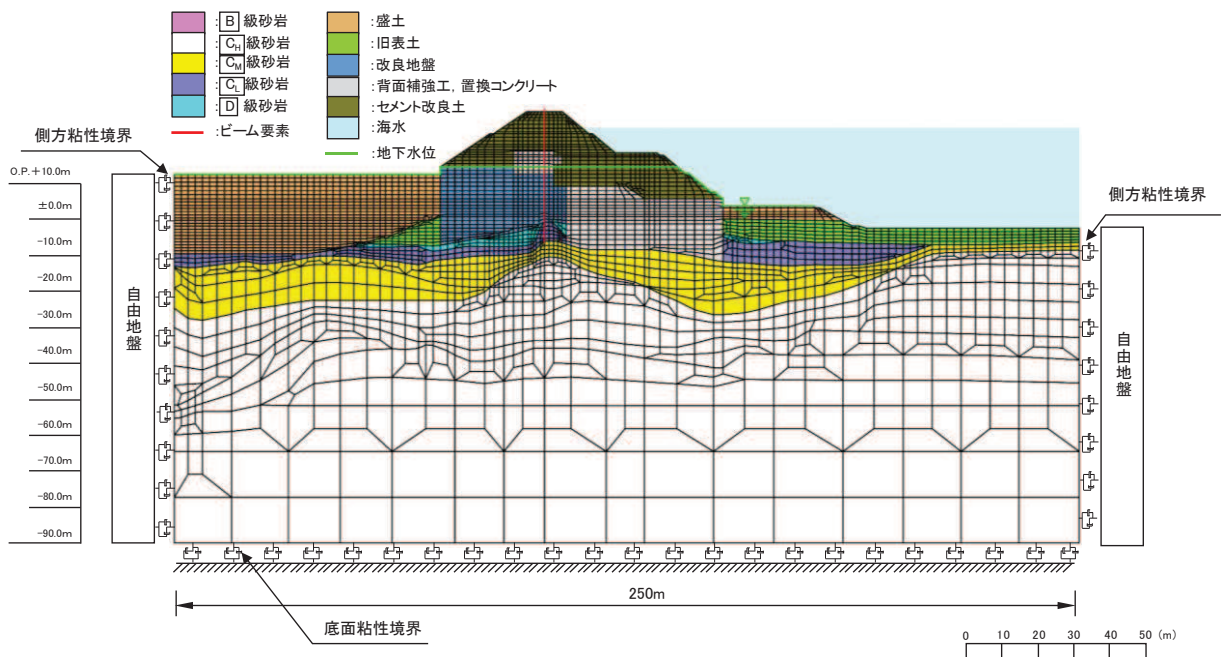 :B級砂岩
:CH級砂岩
:CM級砂岩
:CL級砂岩
:D級砂岩
:ビーム要素
:盛土
:旧表土
:改良地盤
:背面補強工, 置換コンクリート
:セメント改良土
:海水
:地下水位
側方粘性境界
側方粘性境界
O.P.+10.0m
±0.0m
-10.0m
-20.0m
-30.0m
-40.0m
-50.0m
-60.0m
-70.0m
-80.0m
-90.0m
自由地盤
自由地盤
250m
底面粘性境界
0 10 20 30 40 50 (m)